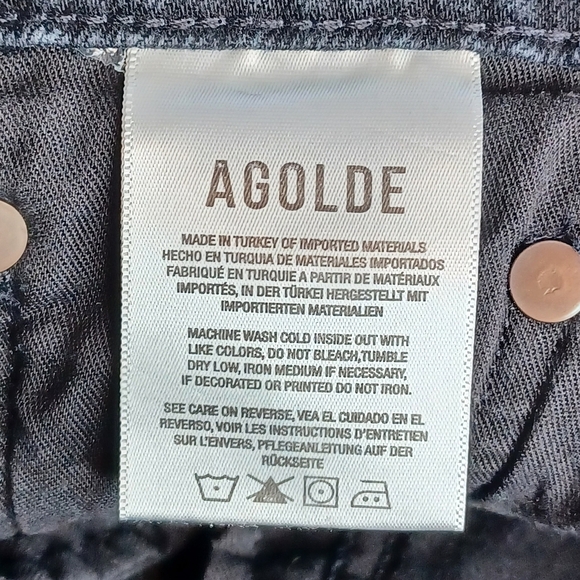 AGOLDE
MADE IN TURKEY OF IMPORTED MATERIALS
HECHO EN TURQUIA DE MATERIALES IMPORTADOS
FABRIQUÉ EN TURQUIE A PARTIR DE MATÉRIAUX
IMPORTÉS, IN DER TÜRKEI HERGESTELLT MIT
IMPORTIERTEN MATERIALIEN
MACHINE WASH COLD INSIDE OUT WITH
LIKE COLORS, DO NOT BLEACH,TUMBLE
DRY LOW, IRON MEDIUM IF NECESSARY,
IF DECORATED OR PRINTED DO NOT IRON.
SEE CARE ON REVERSE, VEA EL CUIDADO EN EL
REVERSO, VOIR LES INSTRUCTIONS D'ENTRETIEN
SUR L'ENVERS, PFLEGEANLEITUNG AUF DER
RÜCKSEITE